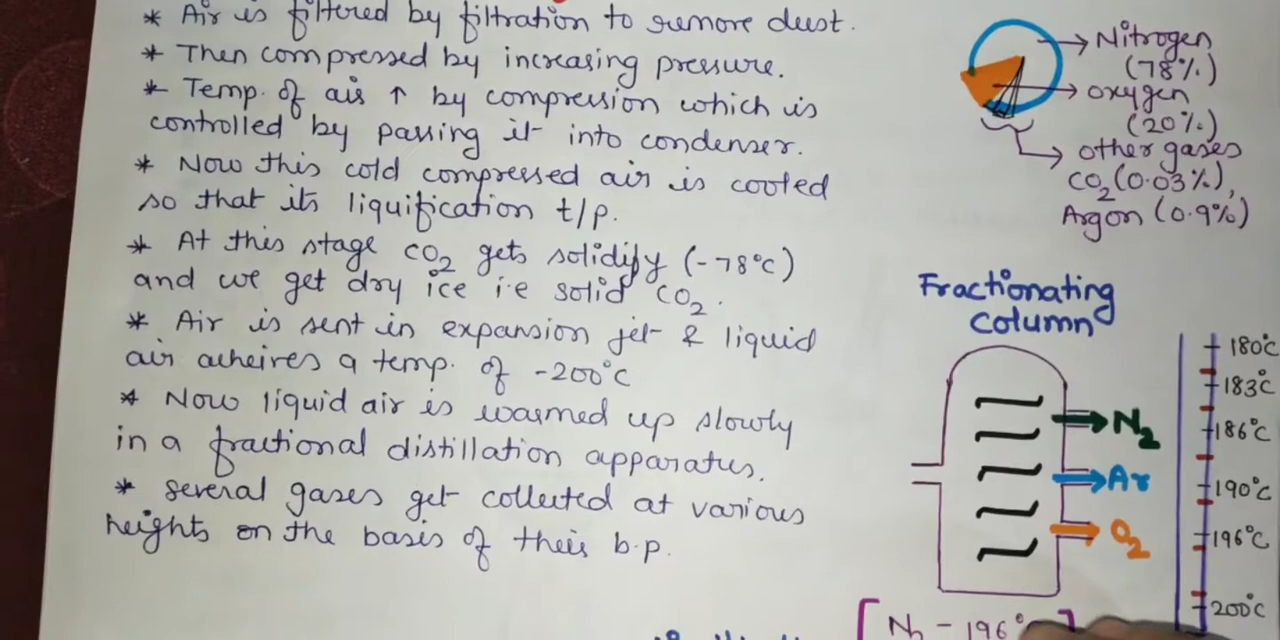 * Air is filtered by filtration to remove dust.
* Then compressed by increasing pressure.
* Temp. of air ↑ by compression which is
controlled by passing it into condenser.
* Now this cold compressed air is cooled
so that its liquification t/p.
* At this stage CO2 gets solidify (-78°C)
and we get dry ice i.e solid CO2.
* Air is sent in expansion jet & liquid
air acheives a temp. of -200°C
* Now liquid air is warmed up slowly
in a fractional distillation apparatus.
* Several gases get collected at various
heights on the basis of their b.p.
Nitrogen
(78%)
oxygen
(20%)
other gases
CO2 (0.03%),
Argon (0.9%)
Fractionating
Column
N2
Ar
O2
180°C
183°C
186°C
190°C
196°C
200°C
[N2 - 196°]